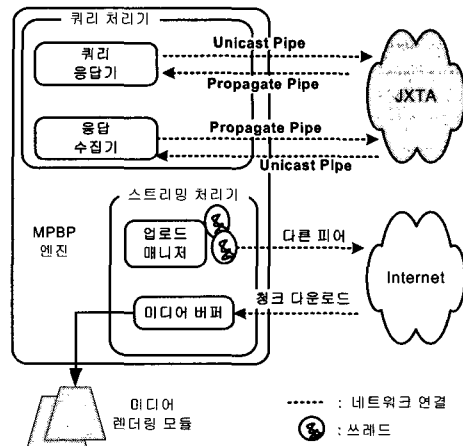 쿼리 처리기
쿼리
응답기
Unicast Pipe
Propagate Pipe
JXTA
응답
수집기
Propagate Pipe
Unicast Pipe
스트리밍 처리기
MPBP
엔진
업로드
매니저
다른 피어
Internet
청크 다운로드
미디어 버퍼
미디어
렌더링 모듈
: 네트워크 연결
: 쓰레드